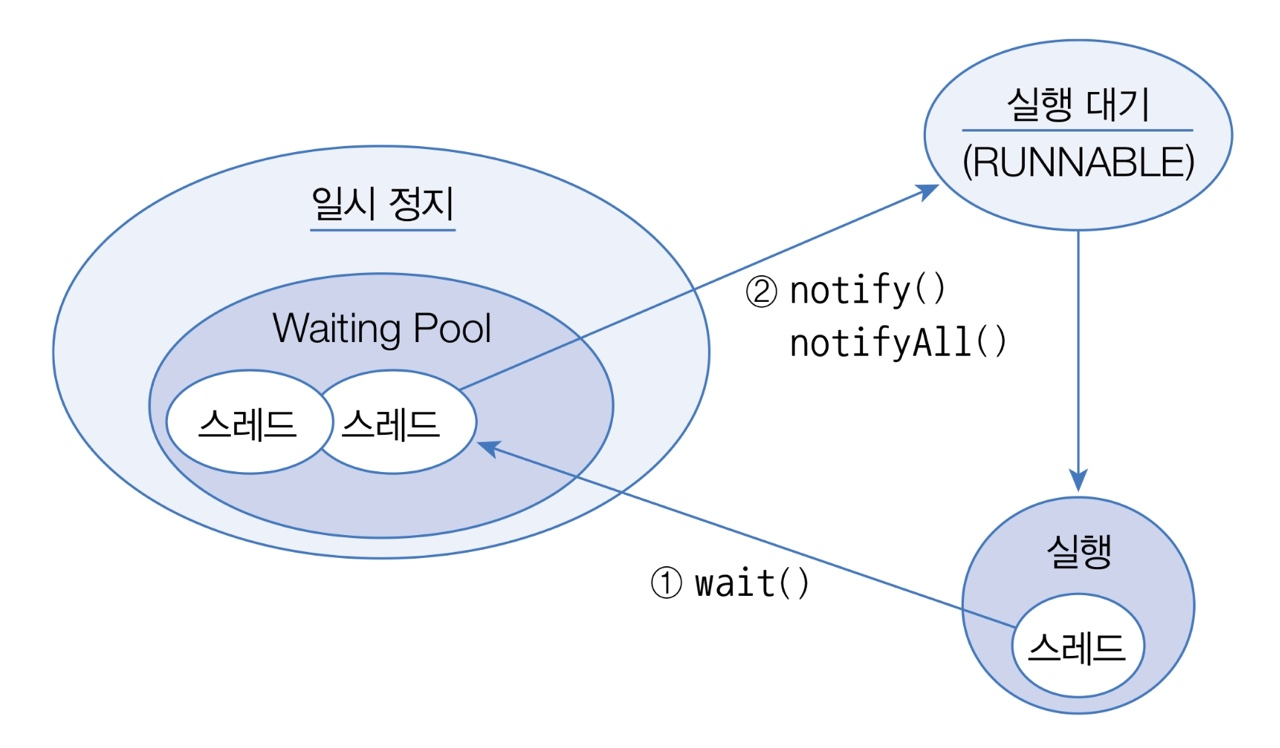 실행 대기
(RUNNABLE)
일시 정지
② notify()
notifyAll()
Waiting Pool
스레드 스레드
① wait()
실행
스레드